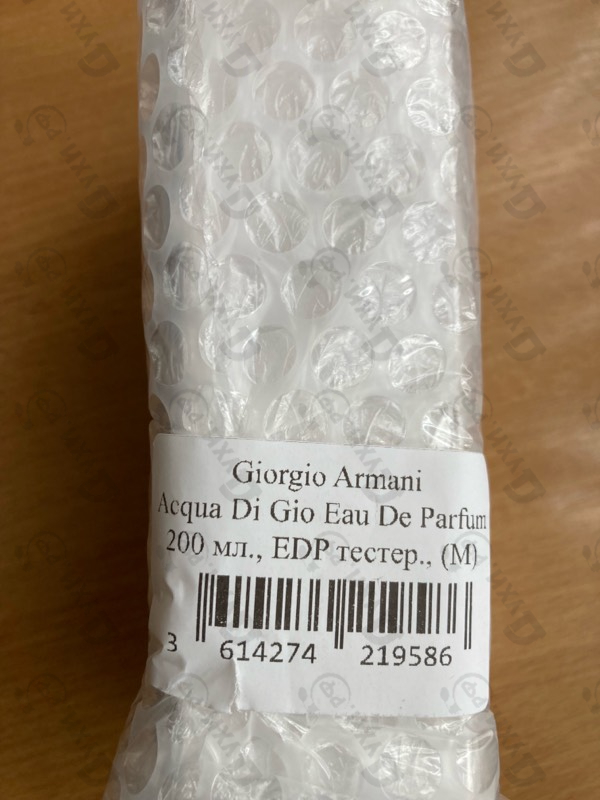 Giorgio Armani
Acqua Di Gio Eau De Parfum
200 мл., EDP тестер., (М)
3 614274 219586